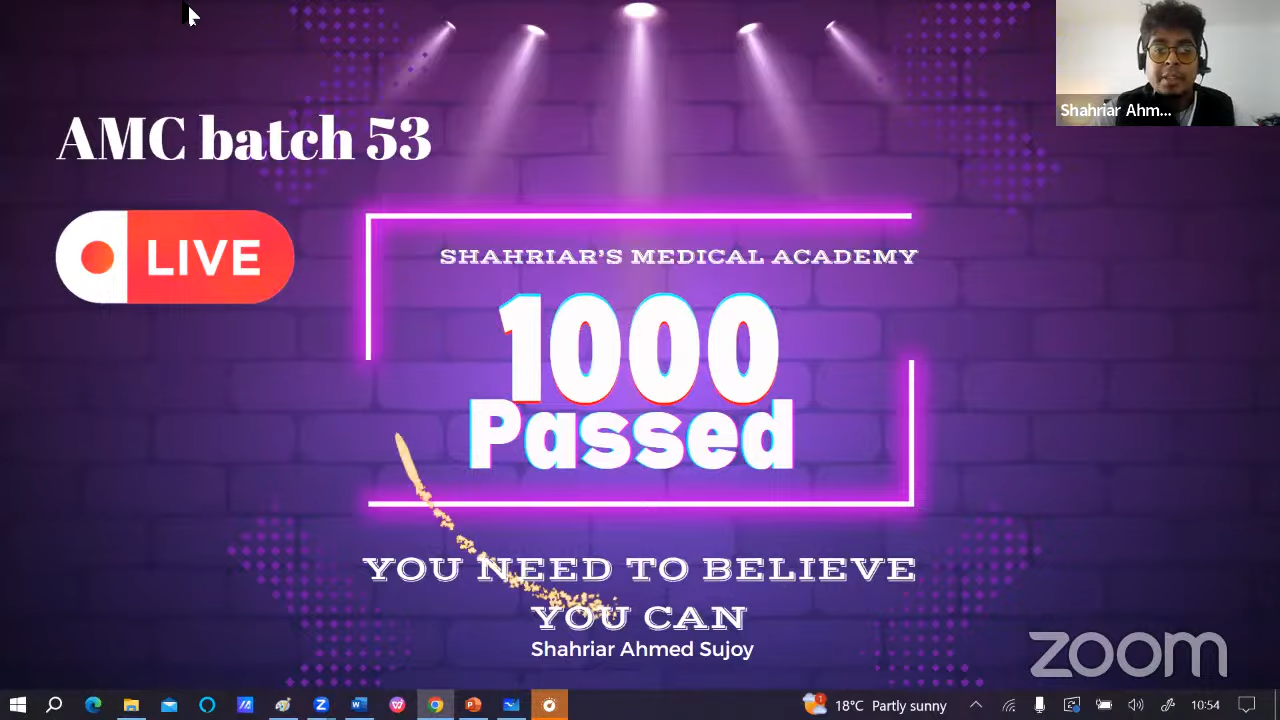 Shahriar Ahm...
AMC batch 53
LIVE
SHAHRIAR'S MEDICAL ACADEMY
1000
Passed
YOU NEED TO BELIEVE
YOU CAN
Shahriar Ahmed Sujoy
zoom
18°C Partly sunny
10:54